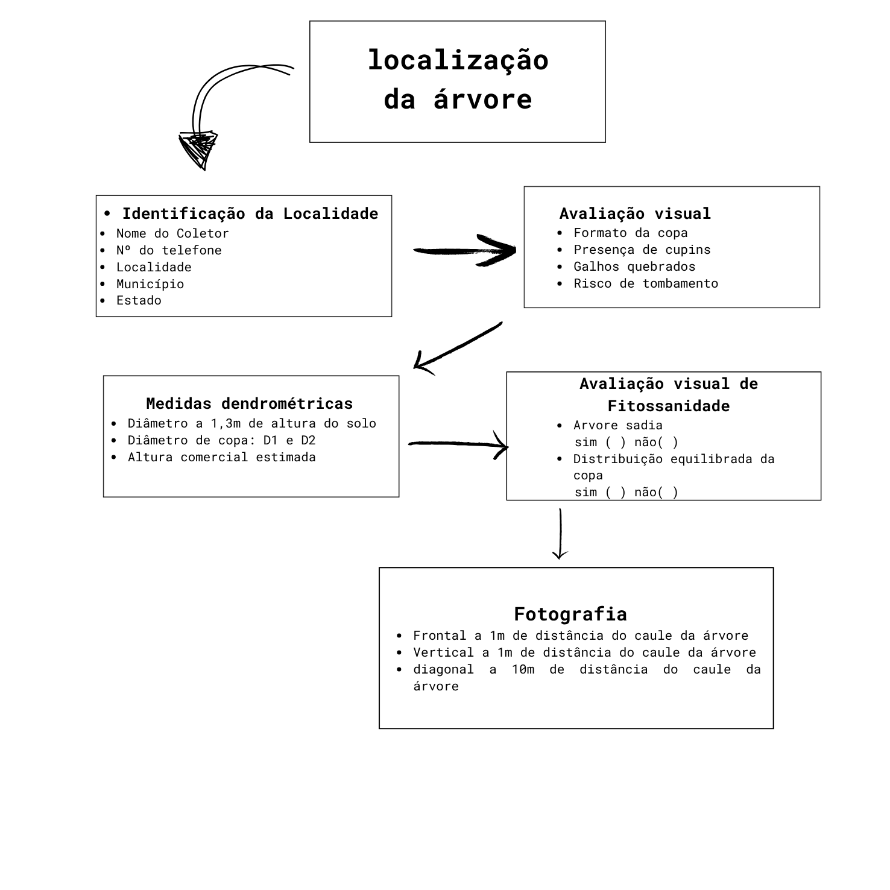 localização
da árvore
• Identificação da Localidade
• Nome do Coletor
• Nº do telefone
• Localidade
• Município
• Estado
Avaliação visual
• Formato da copa
• Presença de cupins
• Galhos quebrados
• Risco de tombamento
Medidas dendrométricas
• Diâmetro a 1,3m de altura do solo
• Diâmetro de copa: D1 e D2
• Altura comercial estimada
Avaliação visual de
Fitossanidade
• Arvore sadia
sim ( ) não( )
• Distribuição equilibrada da
copa
sim ( ) não( )
Fotografia
• Frontal a 1m de distância do caule da árvore
• Vertical a 1m de distância do caule da árvore
• diagonal a 10m de distância do caule da
árvore